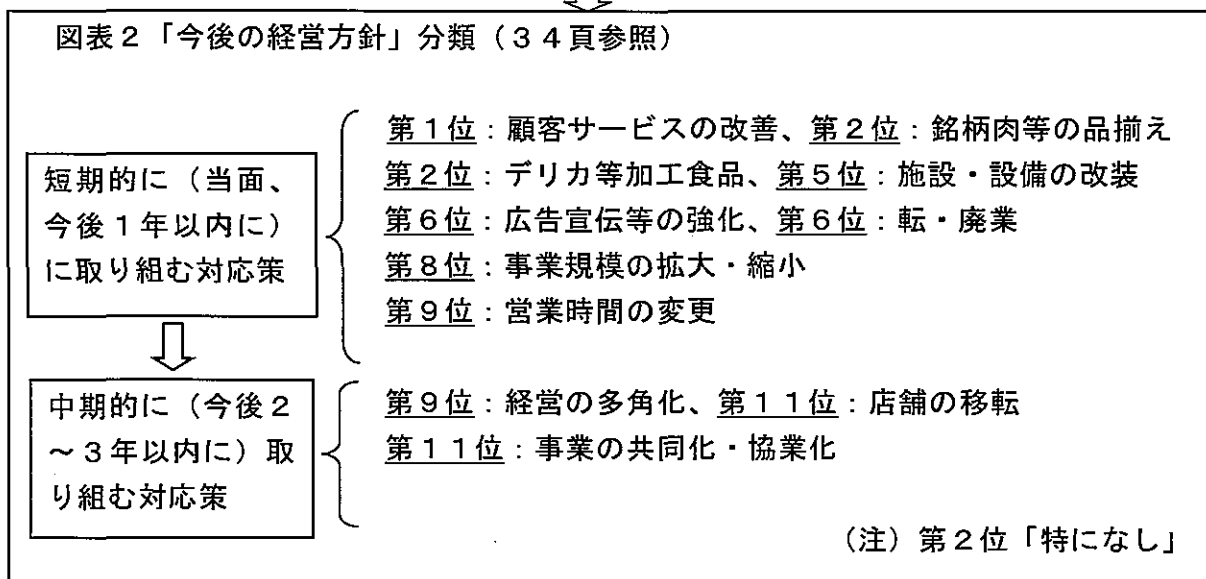 図表２「今後の経営方針」分類（３４頁参照）
短期的に（当面、
今後１年以内に）
に取り組む対応策
第１位：顧客サービスの改善、第２位：銘柄肉等の品揃え
第２位：デリカ等加工食品、第５位：施設・設備の改装
第６位：広告宣伝等の強化、第６位：転・廃業
第８位：事業規模の拡大・縮小
第９位：営業時間の変更
中期的に（今後２
～３年以内に）取
り組む対応策
第９位：経営の多角化、第１１位：店舗の移転
第１１位：事業の共同化・協業化
（注）第２位「特になし」